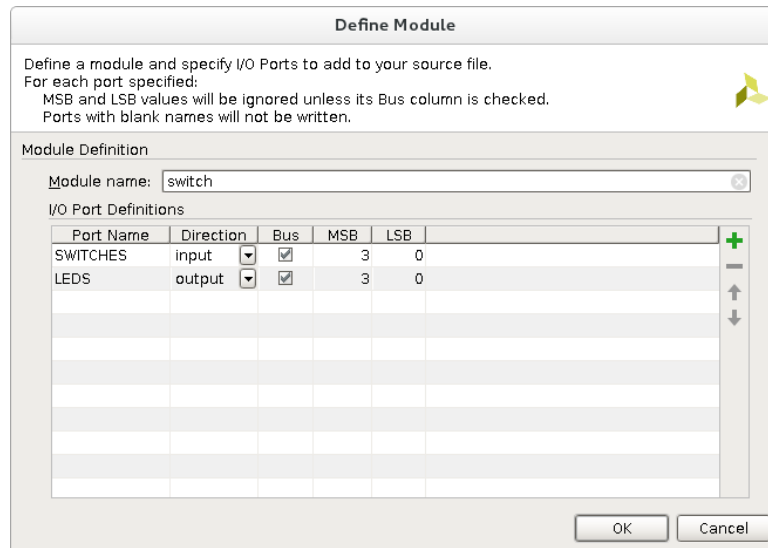 Define Module
Define a module and specify I/O Ports to add to your source file.
For each port specified:
MSB and LSB values will be ignored unless its Bus column is checked.
Ports with blank names will not be written.
Module Definition
Module name: switch
I/O Port Definitions
Port Name Direction Bus MSB LSB
SWITCHES input 3 0
LEDS output 3 0
OK Cancel